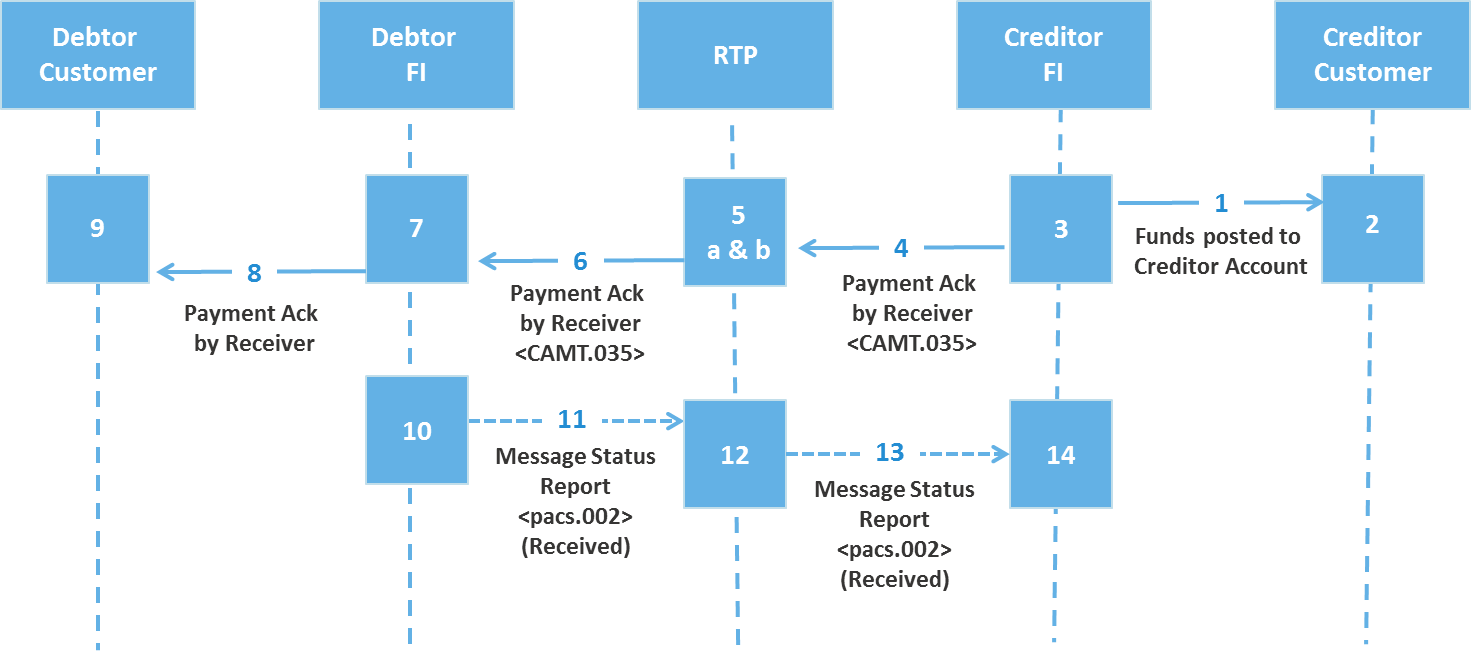 Debtor
Customer
Debtor
FI
RTP
Creditor
FI
Creditor
Customer
9
8
Payment Ack
by Receiver
7
6
Payment Ack
by Receiver
<CAMT.035>
5
a & b
4
Payment Ack
by Receiver
<CAMT.035>
3
1
Funds posted to
Creditor Account
2
10
11
Message Status
Report
<pacs.002>
(Received)
12
13
Message Status
Report
<pacs.002>
(Received)
14